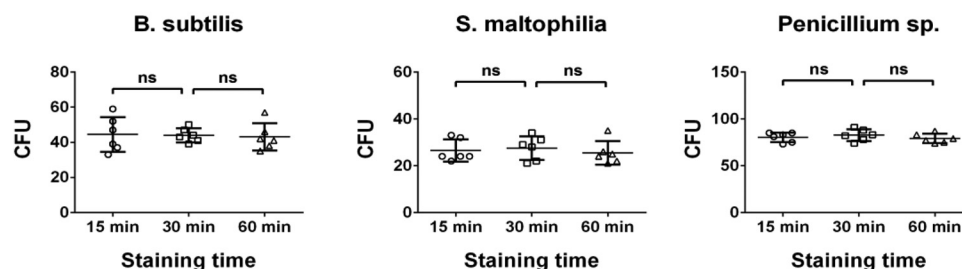 B. subtilis
S. maltophilia
Penicillium sp.
ns
ns
ns
ns
ns
ns
80
60
40
20
0
CFU
60
40
20
0
CFU
150
100
50
0
CFU
15 min 30 min 60 min
15 min 30 min 60 min
15 min 30 min 60 min
Staining time
Staining time
Staining time